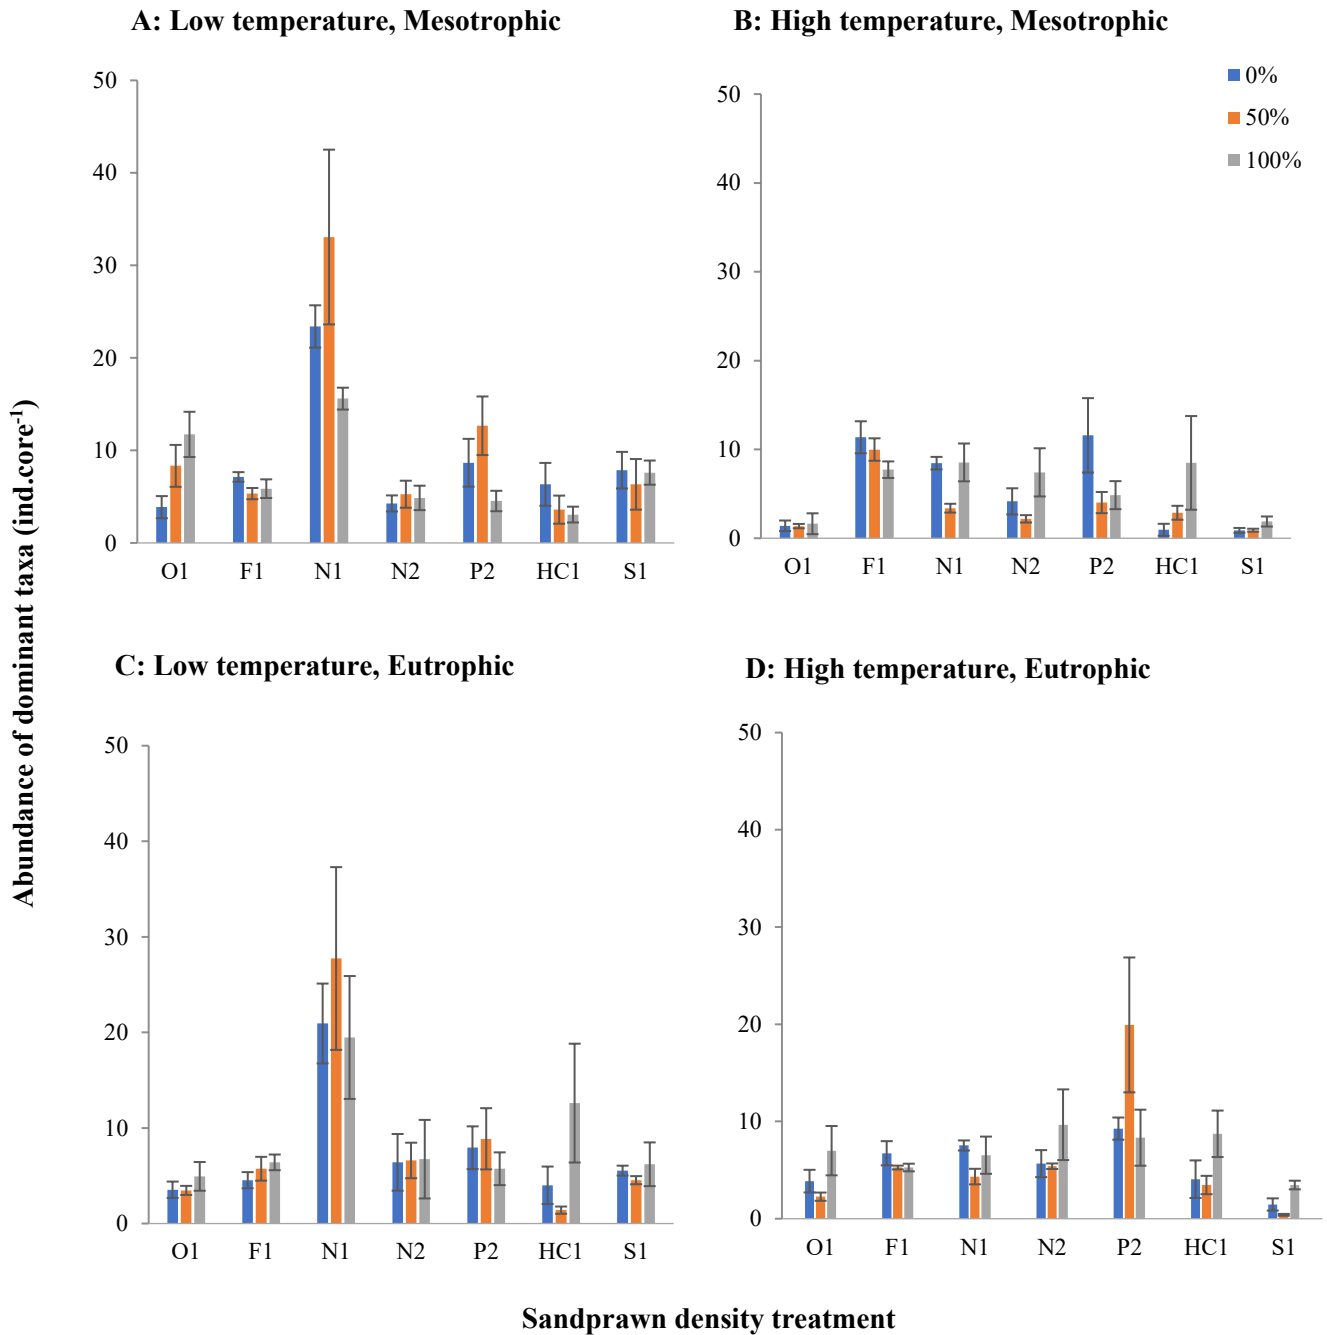 A: Low temperature, Mesotrophic
B: High temperature, Mesotrophic
0%
50%
100%
50
40
30
20
10
0
O1 F1 N1 N2 P2 HC1 S1
50
40
30
20
10
0
O1 F1 N1 N2 P2 HC1 S1
Abundance of dominant taxa (ind.core⁻¹)
C: Low temperature, Eutrophic
D: High temperature, Eutrophic
50
40
30
20
10
0
O1 F1 N1 N2 P2 HC1 S1
50
40
30
20
10
0
O1 F1 N1 N2 P2 HC1 S1
Sandprawn density treatment